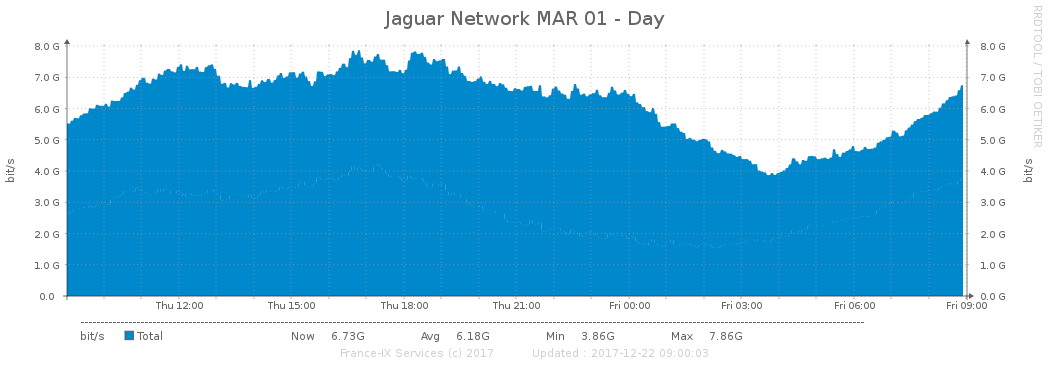 Jaguar Network MAR 01 - Day
RRDTOOL / TOBI OETIKER
bit/s
8.0 G 8.0 G
7.0 G 7.0 G
6.0 G 6.0 G
5.0 G 5.0 G
4.0 G 4.0 G
3.0 G 3.0 G
2.0 G 2.0 G
1.0 G 1.0 G
0.0 0.0 G
bit/s
Thu 12:00 Thu 15:00 Thu 18:00 Thu 21:00 Fri 00:00 Fri 03:00 Fri 06:00 Fri 09:00
bit/s Total Now 6.73G Avg 6.18G Min 3.86G Max 7.86G
France-IX Services (c) 2017 Updated : 2017-12-22 09:00:03